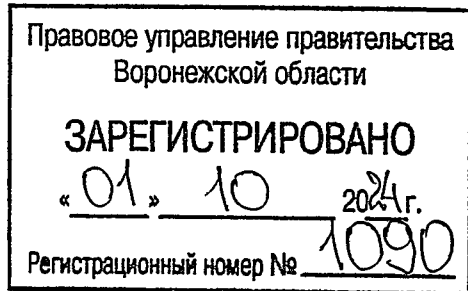 Правовое управление правительства
Воронежской области
ЗАРЕГИСТРИРОВАНО
« 01 » 10 2024 г.
Регистрационный номер № 1090